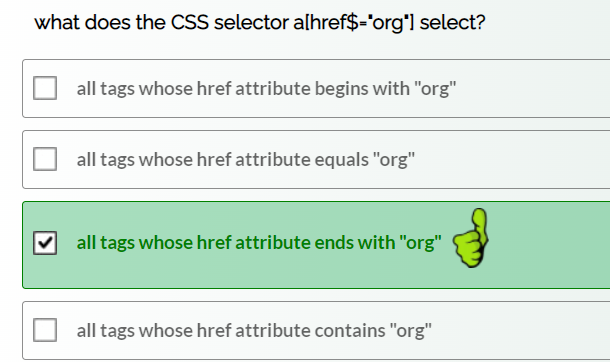 what does the CSS selector a[href$="org"] select?
all tags whose href attribute begins with "org"
all tags whose href attribute equals "org"
all tags whose href attribute ends with "org"
all tags whose href attribute contains "org"